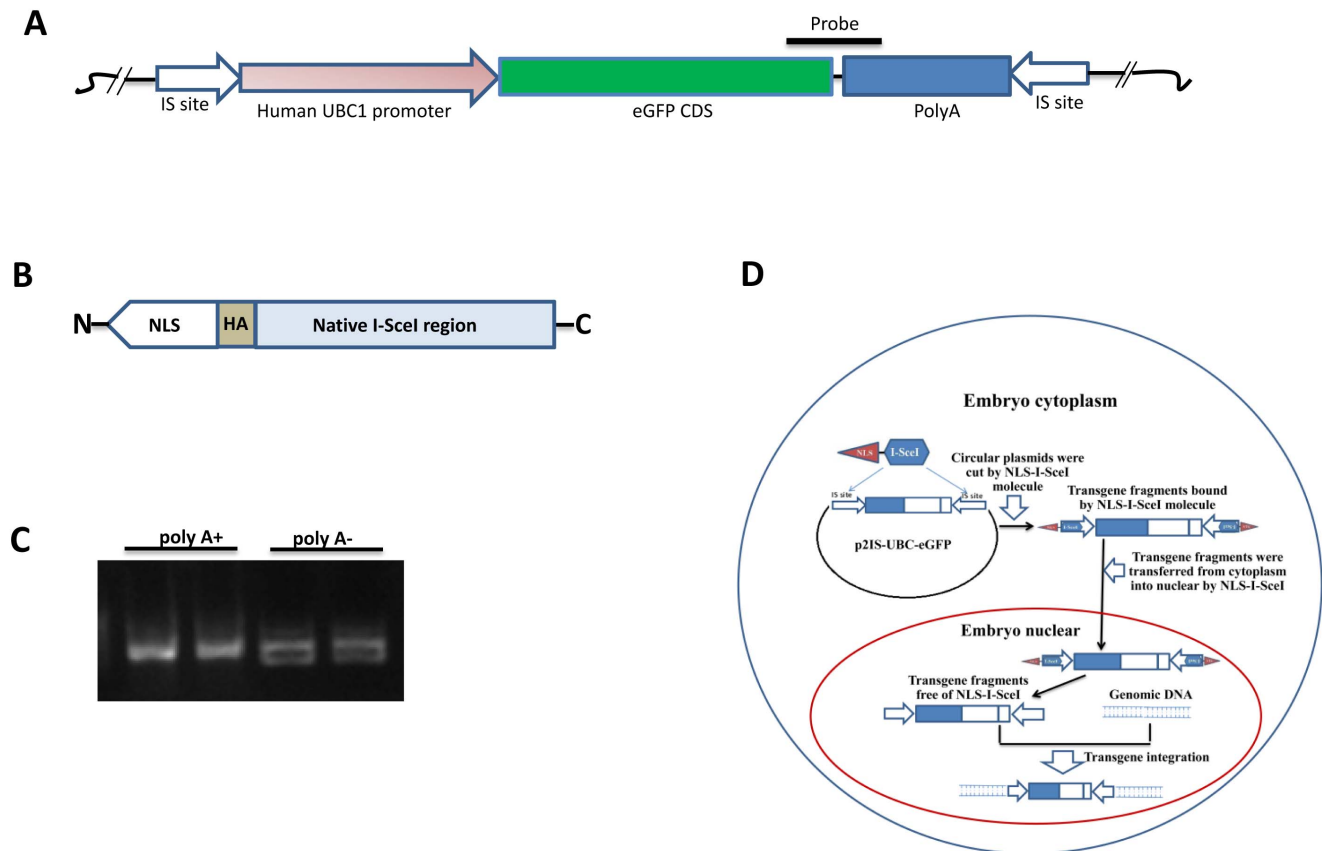 A
Probe
IS site
Human UBC1 promoter
eGFP CDS
PolyA
IS site
B
N
NLS
HA
Native I-SceI region
C
C
poly A+
poly A-
D
Embryo cytoplasm
NLS
I-SceI
IS site
IS site
p2IS-UBC-eGFP
Circular plasmids were
cut by NLS-I-SceI
molecule
Transgene fragments bound
by NLS-I-SceI molecule
Transgene fragments were
transferred from cytoplasm
into nuclear by NLS-I-SceI
Embryo nuclear
Transgene fragments
free of NLS-I-SceI
Genomic DNA
Transgene integration